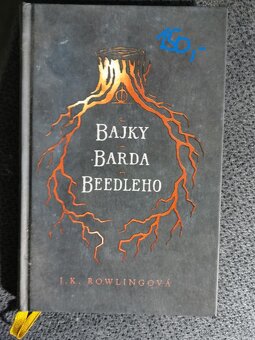 150,-
BAJKY
BARDA
BEEDLEHO
J.K. ROWLINGOVÁ